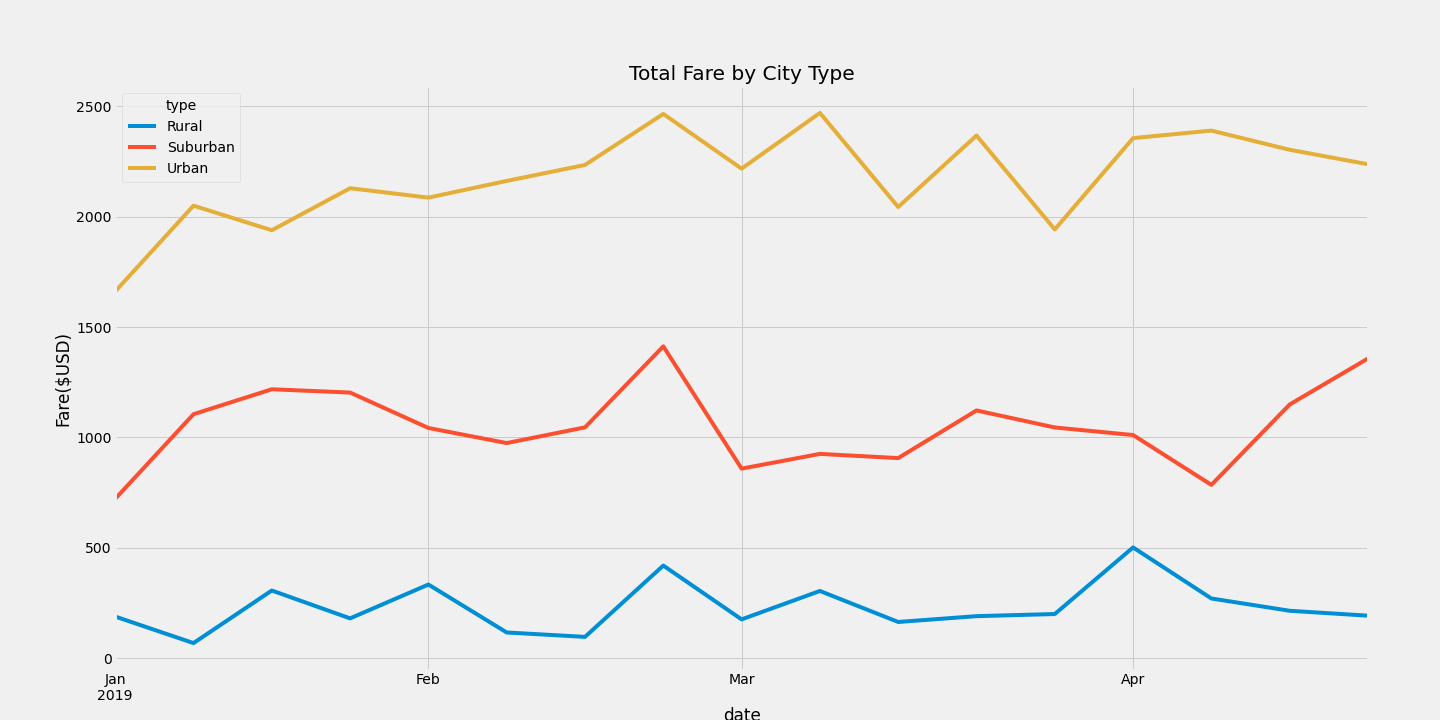 Total Fare by City Type
type
Rural
Suburban
Urban
Fare($USD)
2500
2000
1500
1000
500
0
Jan
2019
Feb
Mar
Apr
date